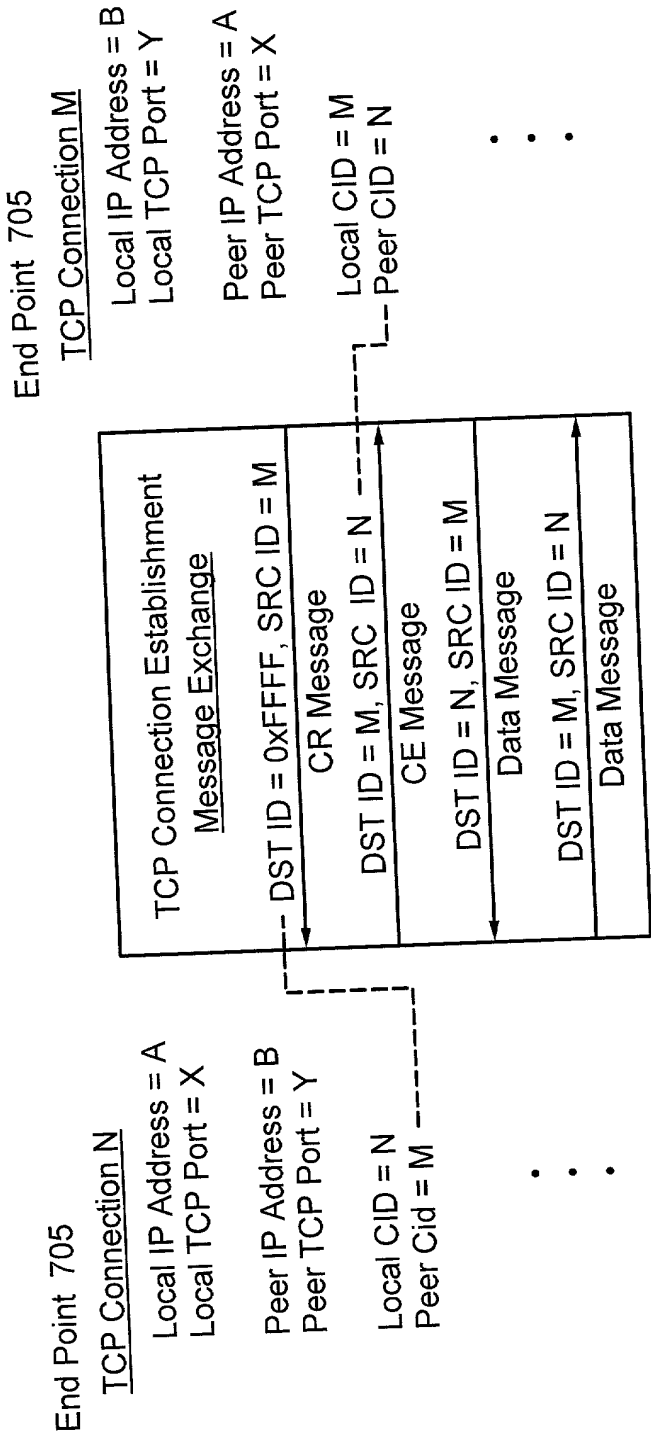 End Point 705
TCP Connection N
Local IP Address = A
Local TCP Port = X
Peer IP Address = B
Peer TCP Port = Y
Local CID = N
Peer Cid = M
TCP Connection Establishment
Message Exchange
DST ID = 0xFFFF, SRC ID = M
CR Message
DST ID = M, SRC ID = N
CE Message
DST ID = N, SRC ID = M
Data Message
DST ID = M, SRC ID = N
Data Message
End Point 705
TCP Connection M
Local IP Address = B
Local TCP Port = Y
Peer IP Address = A
Peer TCP Port = X
Local CID = M
Peer CID = N